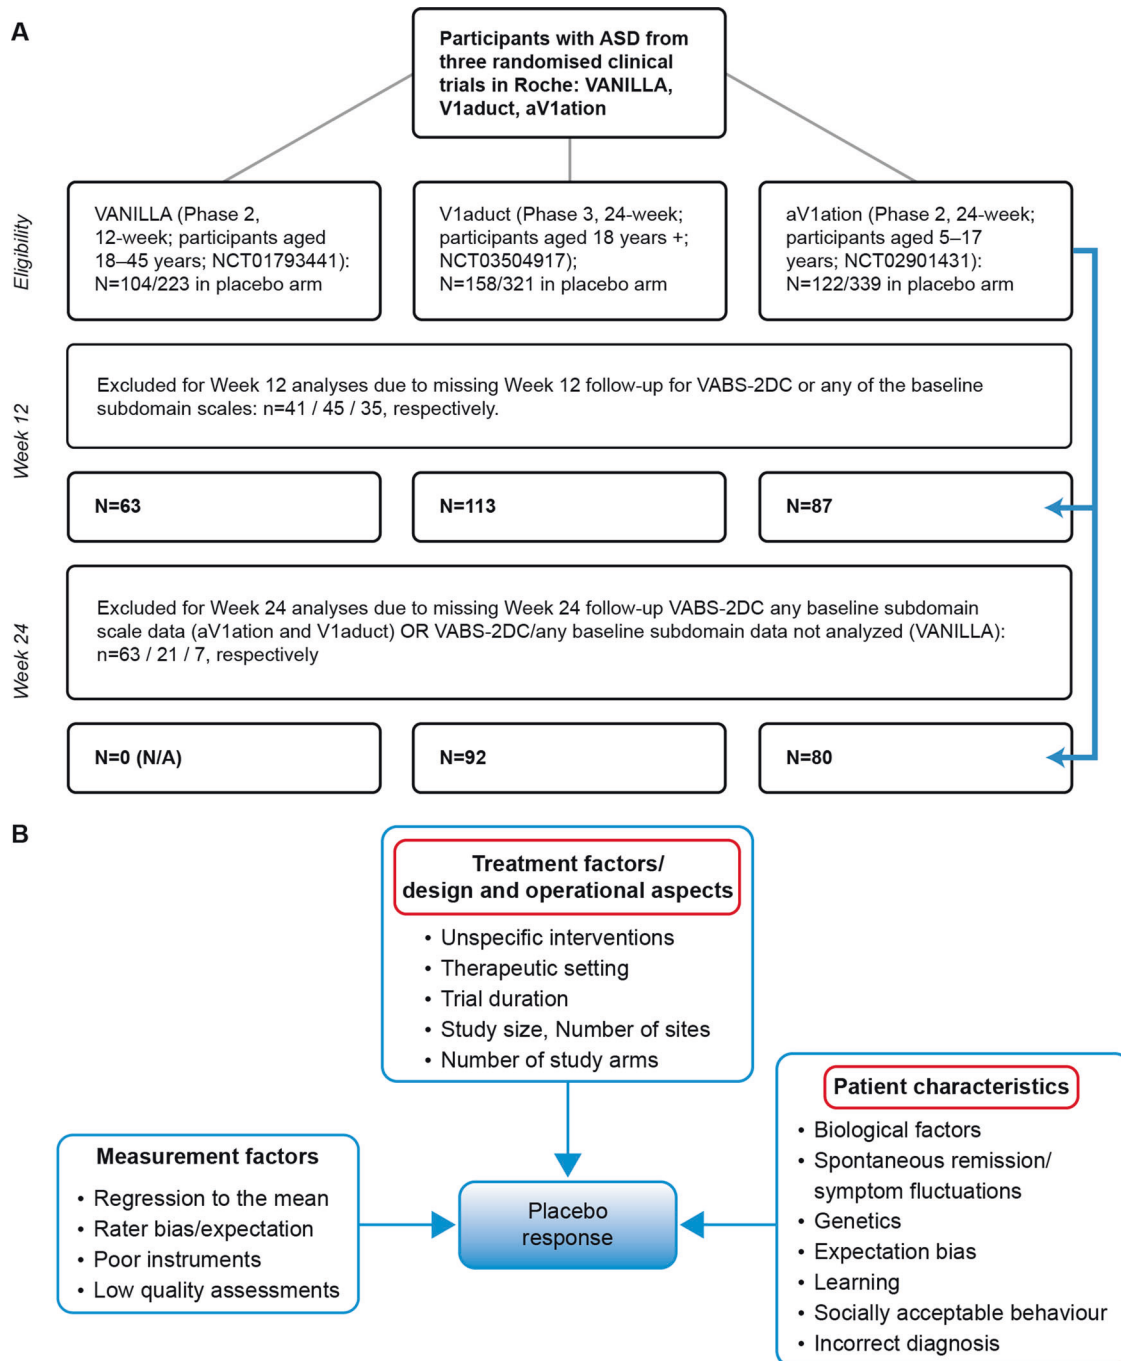 A
Participants with ASD from
three randomised clinical
trials in Roche: VANILLA,
V1aduct, aV1ation
Eligibility
VANILLA (Phase 2,
12-week; participants aged
18–45 years; NCT01793441):
N=104/223 in placebo arm
V1aduct (Phase 3, 24-week;
participants aged 18 years +;
NCT03504917);
N=158/321 in placebo arm
aV1ation (Phase 2, 24-week;
participants aged 5–17
years; NCT02901431):
N=122/339 in placebo arm
Week 12
Excluded for Week 12 analyses due to missing Week 12 follow-up for VABS-2DC or any of the baseline
subdomain scales: n=41 / 45 / 35, respectively.
N=63
N=113
N=87
Week 24
Excluded for Week 24 analyses due to missing Week 24 follow-up VABS-2DC any baseline subdomain
scale data (aV1ation and V1aduct) OR VABS-2DC/any baseline subdomain data not analyzed (VANILLA):
n=63 / 21 / 7, respectively
N=0 (N/A)
N=92
N=80
B
Treatment factors/
design and operational aspects
• Unspecific interventions
• Therapeutic setting
• Trial duration
• Study size, Number of sites
• Number of study arms
Measurement factors
• Regression to the mean
• Rater bias/expectation
• Poor instruments
• Low quality assessments
Placebo
response
Patient characteristics
• Biological factors
• Spontaneous remission/
symptom fluctuations
• Genetics
• Expectation bias
• Learning
• Socially acceptable behaviour
• Incorrect diagnosis